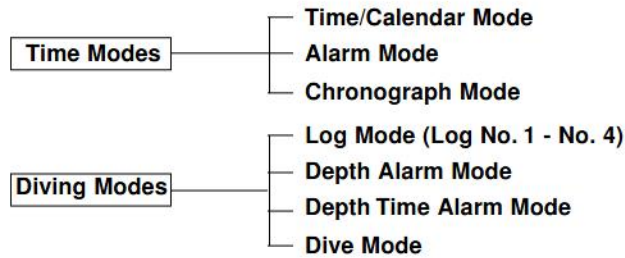 Time/Calendar Mode
Time Modes
Alarm Mode
Chronograph Mode
Log Mode (Log No. 1 - No. 4)
Depth Alarm Mode
Diving Modes
Depth Time Alarm Mode
Dive Mode